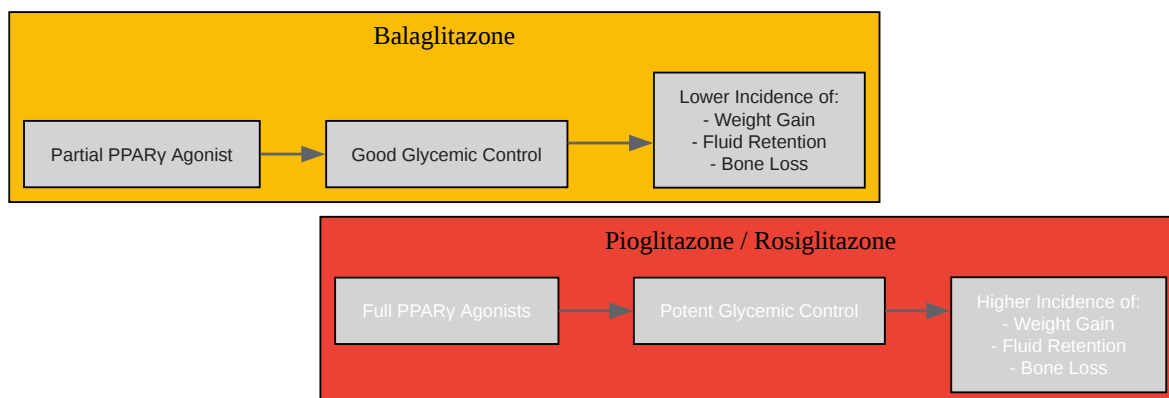 Balaglitazone
Partial PPARγ Agonist
Good Glycemic Control
Lower Incidence of:
- Weight Gain
- Fluid Retention
- Bone Loss
Pioglitazone / Rosiglitazone
Full PPARγ Agonists
Potent Glycemic Control
Higher Incidence of:
- Weight Gain
- Fluid Retention
- Bone Loss